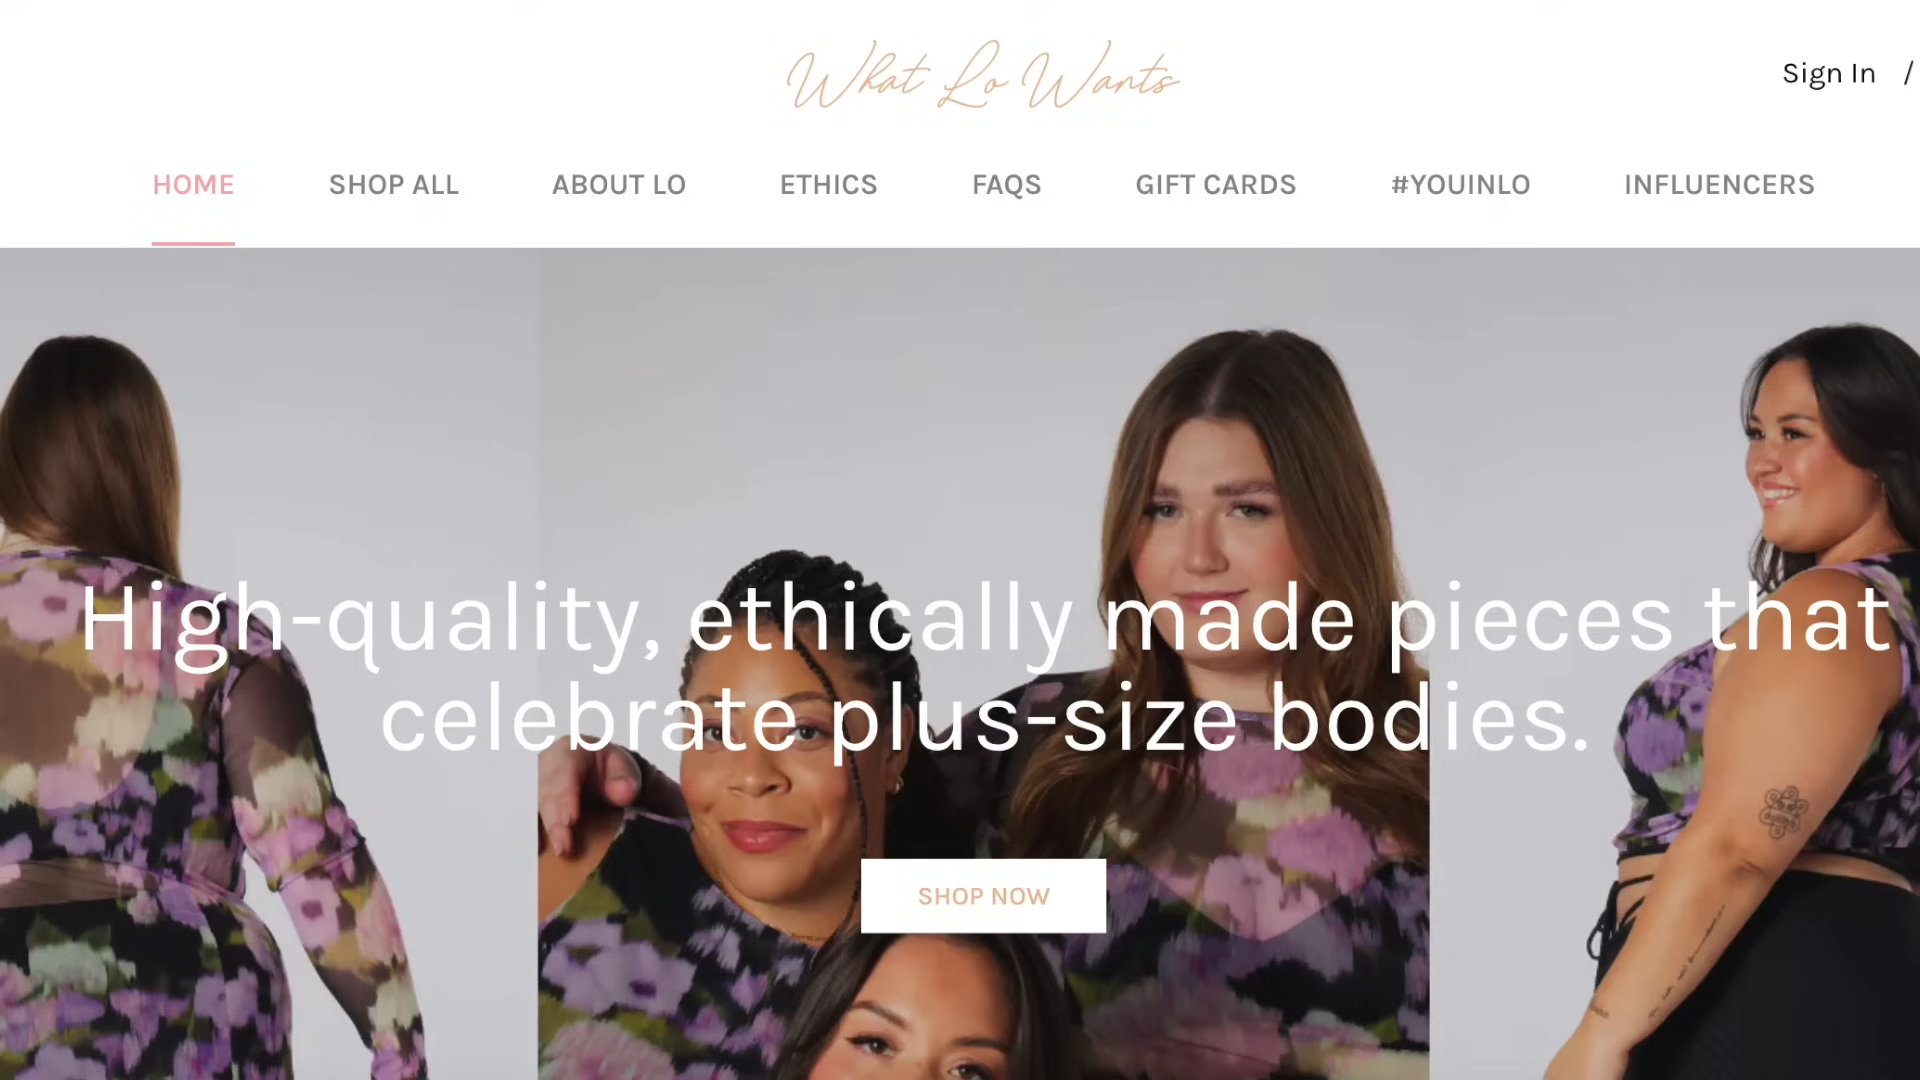 What Lo Wants
Sign In /
HOME SHOP ALL ABOUT LO ETHICS FAQS GIFT CARDS #YOUINLO INFLUENCERS
High-quality, ethically made pieces that
celebrate plus-size bodies.
SHOP NOW